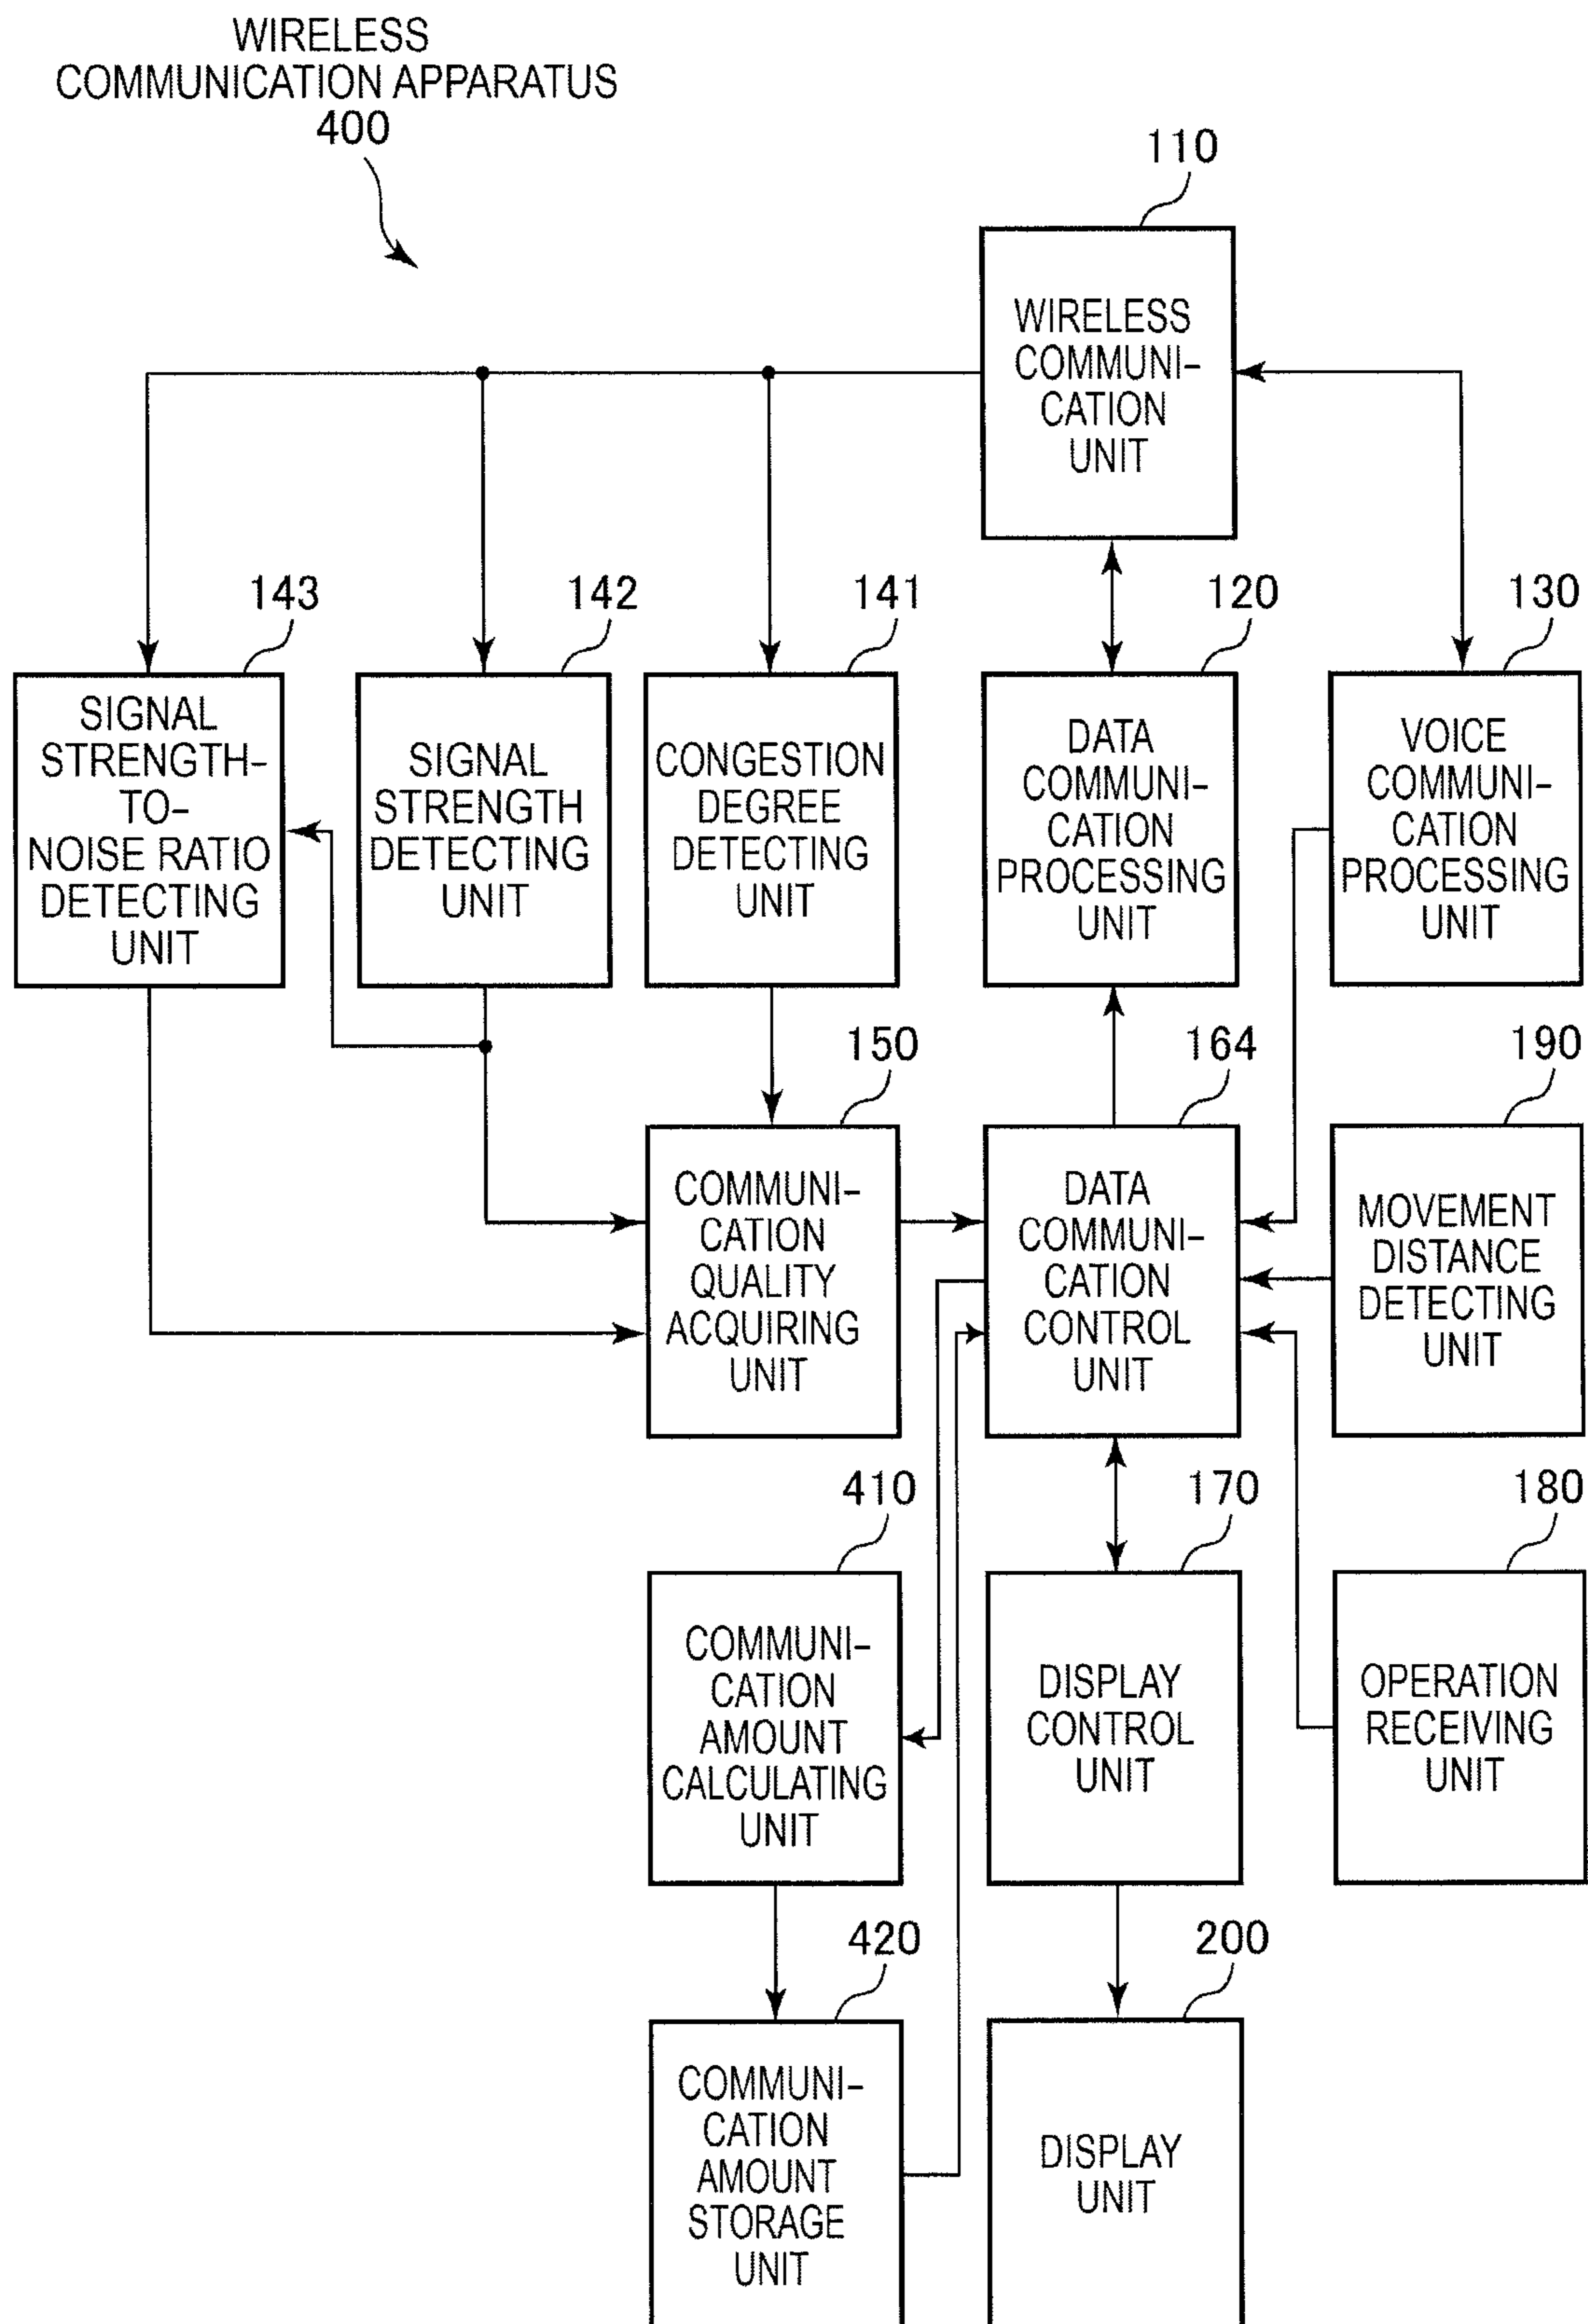 WIRELESS
COMMUNICATION APPARATUS
400
110
WIRELESS
COMMUNI-
CATION
UNIT
143
SIGNAL
STRENGTH-
TO-
NOISE RATIO
DETECTING
UNIT
142
SIGNAL
STRENGTH
DETECTING
UNIT
141
CONGESTION
DEGREE
DETECTING
UNIT
120
DATA
COMMUNI-
CATION
PROCESSING
UNIT
130
VOICE
COMMUNI-
CATION
PROCESSING
UNIT
150
COMMUNI-
CATION
QUALITY
ACQUIRING
UNIT
164
DATA
COMMUNI-
CATION
CONTROL
UNIT
190
MOVEMENT
DISTANCE
DETECTING
UNIT
410
COMMUNI-
CATION
AMOUNT
CALCULATING
UNIT
170
DISPLAY
CONTROL
UNIT
180
OPERATION
RECEIVING
UNIT
420
COMMUNI-
CATION
AMOUNT
STORAGE
UNIT
200
DISPLAY
UNIT